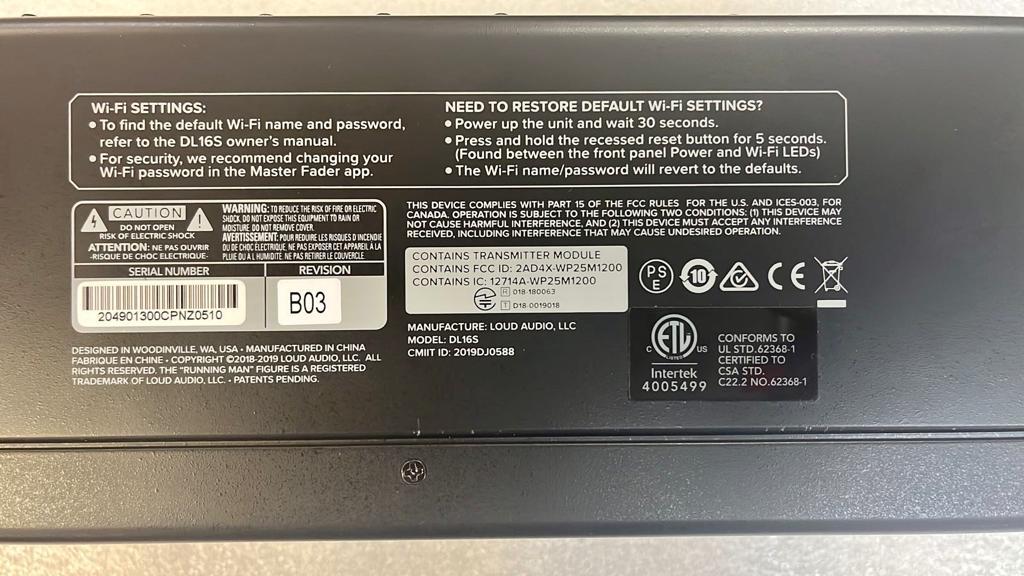 Wi-Fi SETTINGS:
• To find the default Wi-Fi name and password,
refer to the DL16S owner's manual.
• For security, we recommend changing your
Wi-Fi password in the Master Fader app.
NEED TO RESTORE DEFAULT Wi-Fi SETTINGS?
• Power up the unit and wait 30 seconds.
• Press and hold the recessed reset button for 5 seconds.
(Found between the front panel Power and Wi-Fi LEDs)
• The Wi-Fi name/password will revert to the defaults.
CAUTION
DO NOT OPEN
RISK OF ELECTRIC SHOCK
ATTENTION: NE PAS OUVRIR
-RISQUE DE CHOC ELECTRIQUE-
WARNING: TO REDUCE THE RISK OF FIRE OR ELECTRIC
SHOCK, DO NOT EXPOSE THIS EQUIPMENT TO RAIN OR
MOISTURE. DO NOT REMOVE COVER.
AVERTISSEMENT: POUR REDUIRE LES RISQUES D'INCENDIE
OU DE CHOC ELECTRIQUE, NE PAS EXPOSER CET APPAREIL A LA
PLUIE OU A L HUMIDITE. NE PAS RETIRER LE COUVERCLE.
SERIAL NUMBER
204901300CPNZ0510
REVISION
B03
DESIGNED IN WOODINVILLE, WA, USA • MANUFACTURED IN CHINA
FABRIQUE EN CHINE • COPYRIGHT ©2018-2019 LOUD AUDIO, LLC. ALL
RIGHTS RESERVED. THE "RUNNING MAN" FIGURE IS A REGISTERED
TRADEMARK OF LOUD AUDIO, LLC. • PATENTS PENDING.
THIS DEVICE COMPLIES WITH PART 15 OF THE FCC RULES FOR THE U.S. AND ICES-003, FOR
CANADA. OPERATION IS SUBJECT TO THE FOLLOWING TWO CONDITIONS: (1) THIS DEVICE MAY
NOT CAUSE HARMFUL INTERFERENCE, AND (2) THIS DEVICE MUST ACCEPT ANY INTERFERENCE
RECEIVED, INCLUDING INTERFERENCE THAT MAY CAUSE UNDESIRED OPERATION.
CONTAINS TRANSMITTER MODULE
CONTAINS FCC ID: 2AD4X-WP25M1200
CONTAINS IC: 12714A-WP25M1200
R 018-180063
T D18-0019018
MANUFACTURE: LOUD AUDIO, LLC
MODEL: DL16S
CMIIT ID: 2019DJ0588
PS
E
10
CE
ETL
C LISTED US
Intertek
4005499
CONFORMS TO
UL STD.62368-1
CERTIFIED TO
CSA STD.
C22.2 NO.62368-1